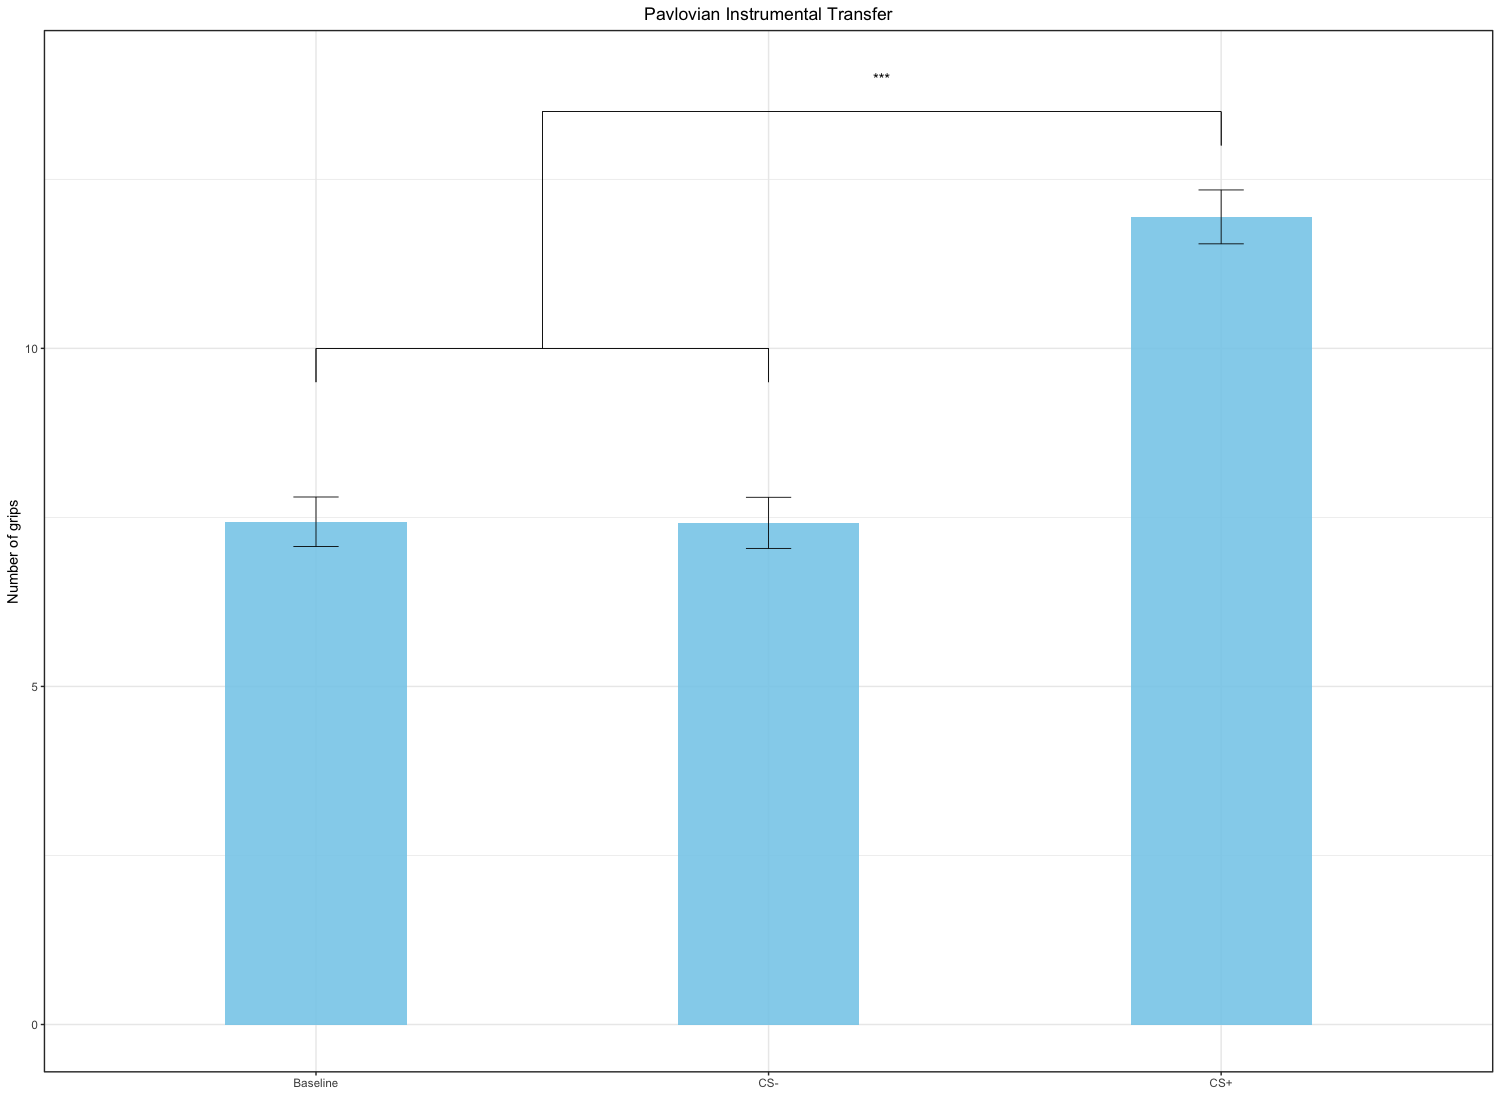 Pavlovian Instrumental Transfer
***
Number of grips
10
5
0
Baseline
CS-
CS+